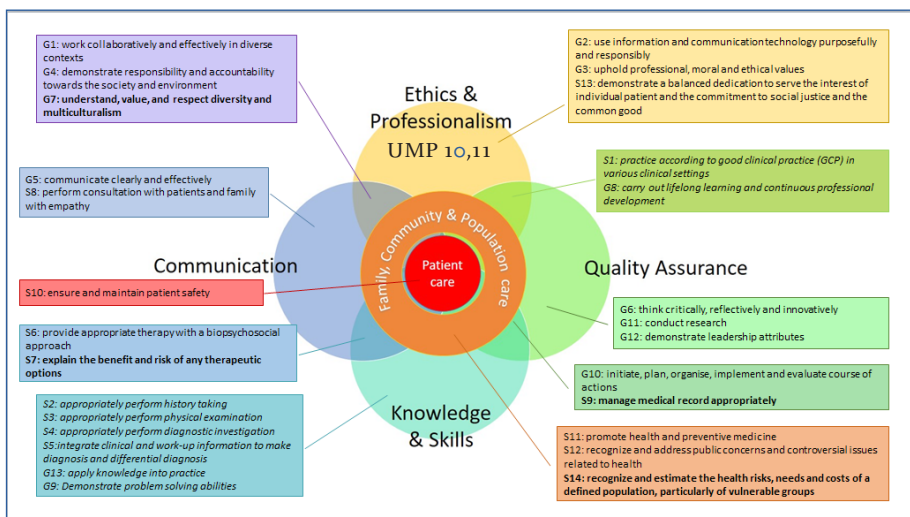 G1: work collaboratively and effectively in diverse
contexts
G4: demonstrate responsibility and accountability
towards the society and environment
G7: understand, value, and respect diversity and
multiculturalism
G2: use information and communication technology purposefully
and responsibly
G3: uphold professional, moral and ethical values
S13: demonstrate a balanced dedication to serve the interest of
individual patient and the commitment to social justice and the
common good
Ethics &
Professionalism
UMP 10,11
G5: communicate clearly and effectively
S8: perform consultation with patients and family
with empathy
S1: practice according to good clinical practice (GCP) in
various clinical settings
G8: carry out lifelong learning and continuous professional
development
Family, Community & Population care
Patient
care
Communication
Quality Assurance
S10: ensure and maintain patient safety
G6: think critically, reflectively and innovatively
G11: conduct research
G12: demonstrate leadership attributes
S6: provide appropriate therapy with a biopsychosocial
approach
S7: explain the benefit and risk of any therapeutic
options
G10: initiate, plan, organise, implement and evaluate course of
actions
S9: manage medical record appropriately
S2: appropriately perform history taking
S3: appropriately perform physical examination
S4: appropriately perform diagnostic investigation
S5:integrate clinical and work-up information to make
diagnosis and differential diagnosis
G13: apply knowledge into practice
G9: Demonstrate problem solving abilities
Knowledge
& Skills
S11: promote health and preventive medicine
S12: recognize and address public concerns and controversial issues
related to health
S14: recognize and estimate the health risks, needs and costs of a
defined population, particularly of vulnerable groups